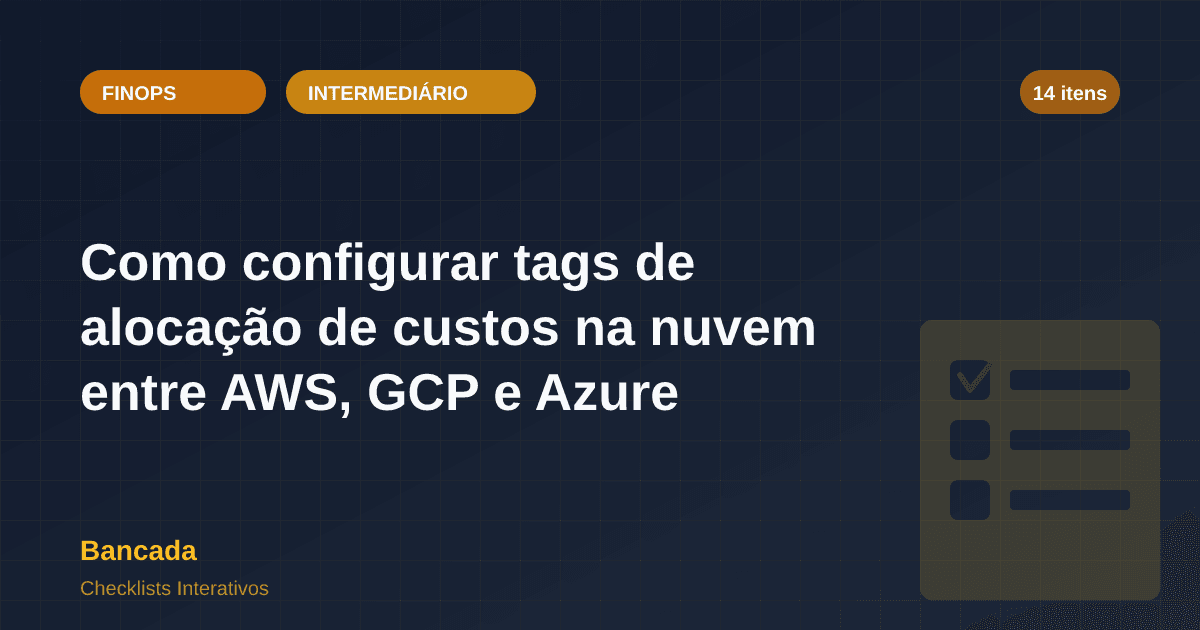 FINOPS
INTERMEDIÁRIO
14 itens
Como configurar tags de
alocação de custos na nuvem
entre AWS, GCP e Azure
Bancada
Checklists Interativos